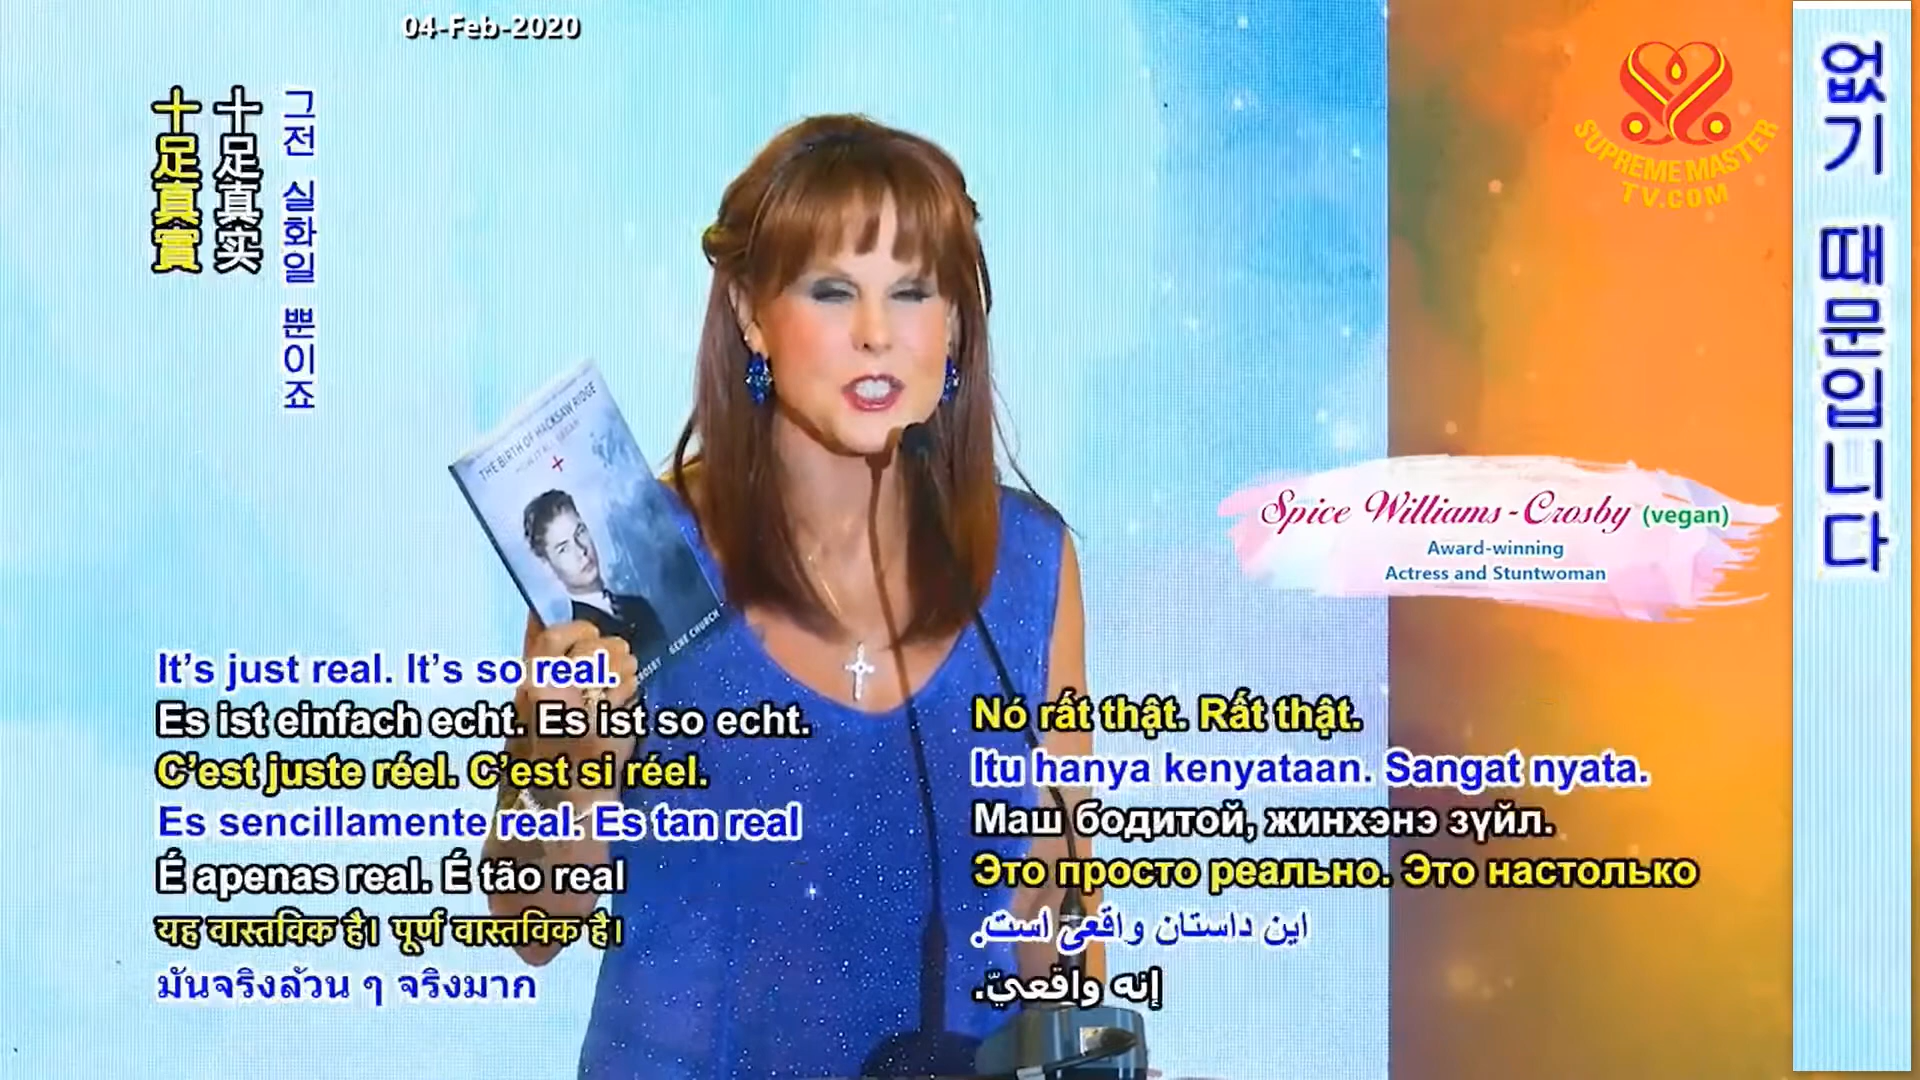 04-Feb-2020
十足真實
十足真实
그전 실화일 뿐이죠
없기 때문입니다
SUPREME MASTER
TV.COM
THE BIRTH OF HACKSAW RIDGE
HOW IT ALL BEGAN
GENE CHURCH
Spice Williams-Crosby (vegan)
Award-winning
Actress and Stuntwoman
It’s just real. It’s so real.
Es ist einfach echt. Es ist so echt.
C’est juste réel. C’est si réel.
Es sencillamente real. Es tan real
É apenas real. É tão real
यह वास्तविक है। पूर्ण वास्तविक है।
มันจริงล้วน ๆ จริงมาก
Nó rất thật. Rất thật.
Itu hanya kenyataan. Sangat nyata.
Маш бодитой, жинхэнэ зүйл.
Это просто реально. Это настолько
این داستان واقعی است.
إنه واقعيّ.